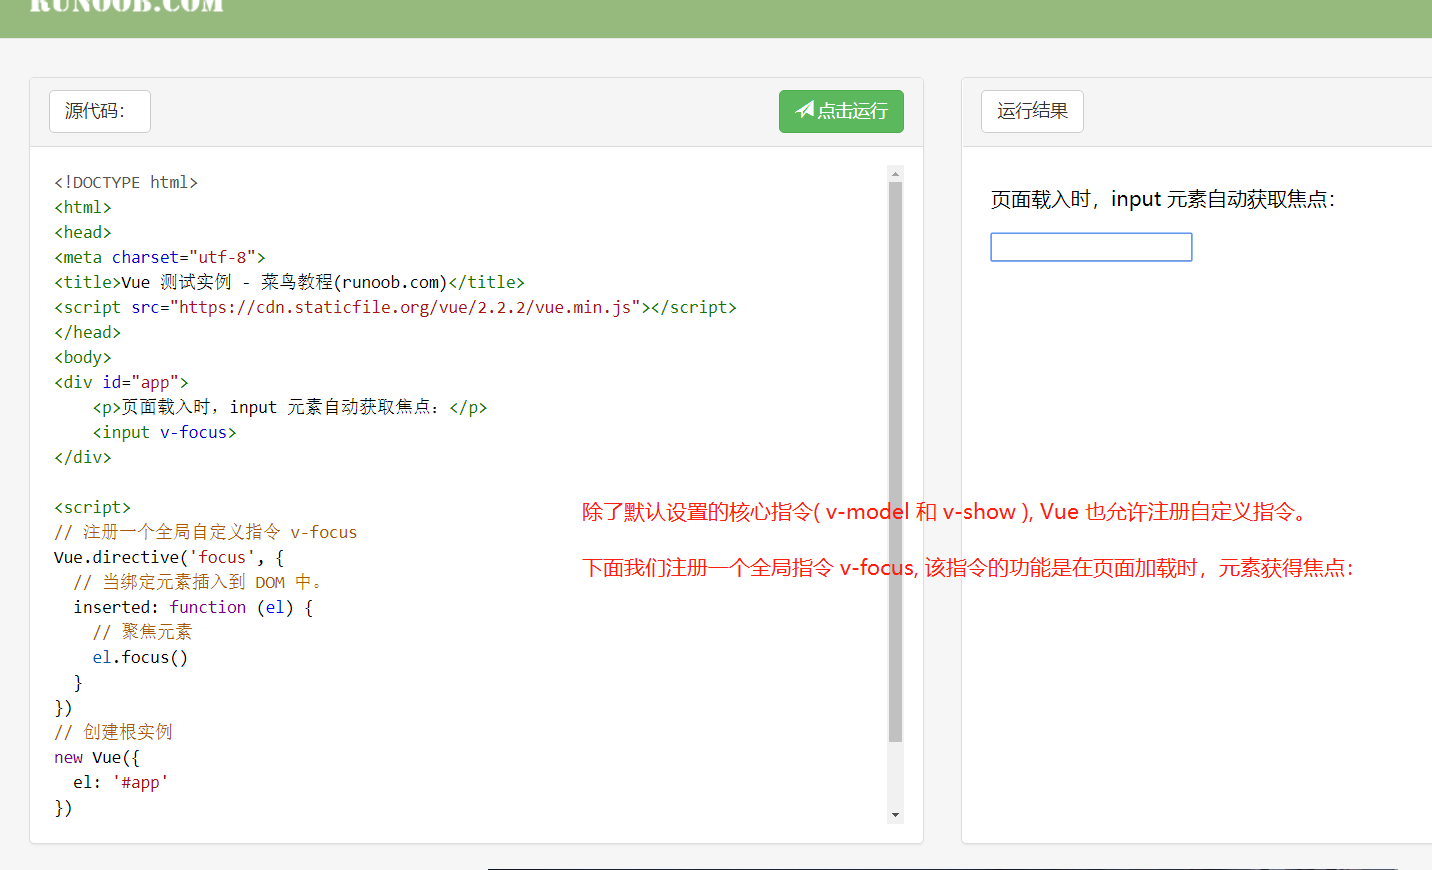 RUNOOB.COM
源代码：
点击运行
<!DOCTYPE html>
<html>
<head>
<meta charset="utf-8">
<title>Vue 测试实例 - 菜鸟教程(runoob.com)</title>
<script src="https://cdn.staticfile.org/vue/2.2.2/vue.min.js"></script>
</head>
<body>
<div id="app">
    <p>页面载入时，input 元素自动获取焦点：</p>
    <input v-focus>
</div>
<script>
// 注册一个全局自定义指令 v-focus
Vue.directive('focus', {
  // 当绑定元素插入到 DOM 中。
  inserted: function (el) {
    // 聚焦元素
    el.focus()
  }
})
// 创建根实例
new Vue({
  el: '#app'
})
除了默认设置的核心指令( v-model 和 v-show ), Vue 也允许注册自定义指令。
下面我们注册一个全局指令 v-focus, 该指令的功能是在页面加载时，元素获得焦点：
运行结果
页面载入时，input 元素自动获取焦点：